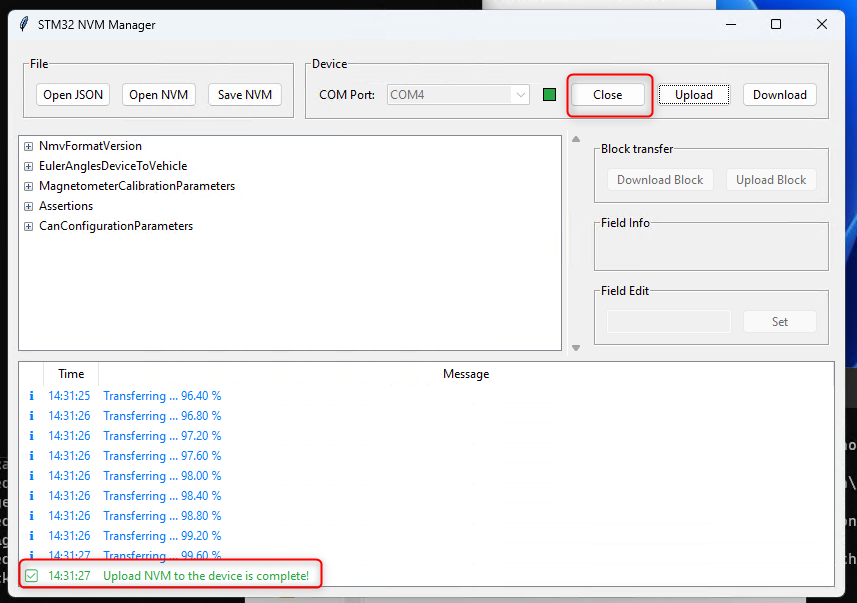 STM32 NVM Manager
File
Open JSON Open NVM Save NVM
Device
COM Port: COM4 Close Upload Download
NmvFormatVersion
EulerAnglesDeviceToVehicle
MagnetometerCalibrationParameters
Assertions
CanConfigurationParameters
Block transfer
Download Block Upload Block
Field Info
Field Edit
Set
Time Message
14:31:25 Transferring ... 96.40 %
14:31:26 Transferring ... 96.80 %
14:31:26 Transferring ... 97.20 %
14:31:26 Transferring ... 97.60 %
14:31:26 Transferring ... 98.00 %
14:31:26 Transferring ... 98.40 %
14:31:26 Transferring ... 98.80 %
14:31:26 Transferring ... 99.20 %
14:31:27 Transferring ... 99.60 %
14:31:27 Upload NVM to the device is complete!